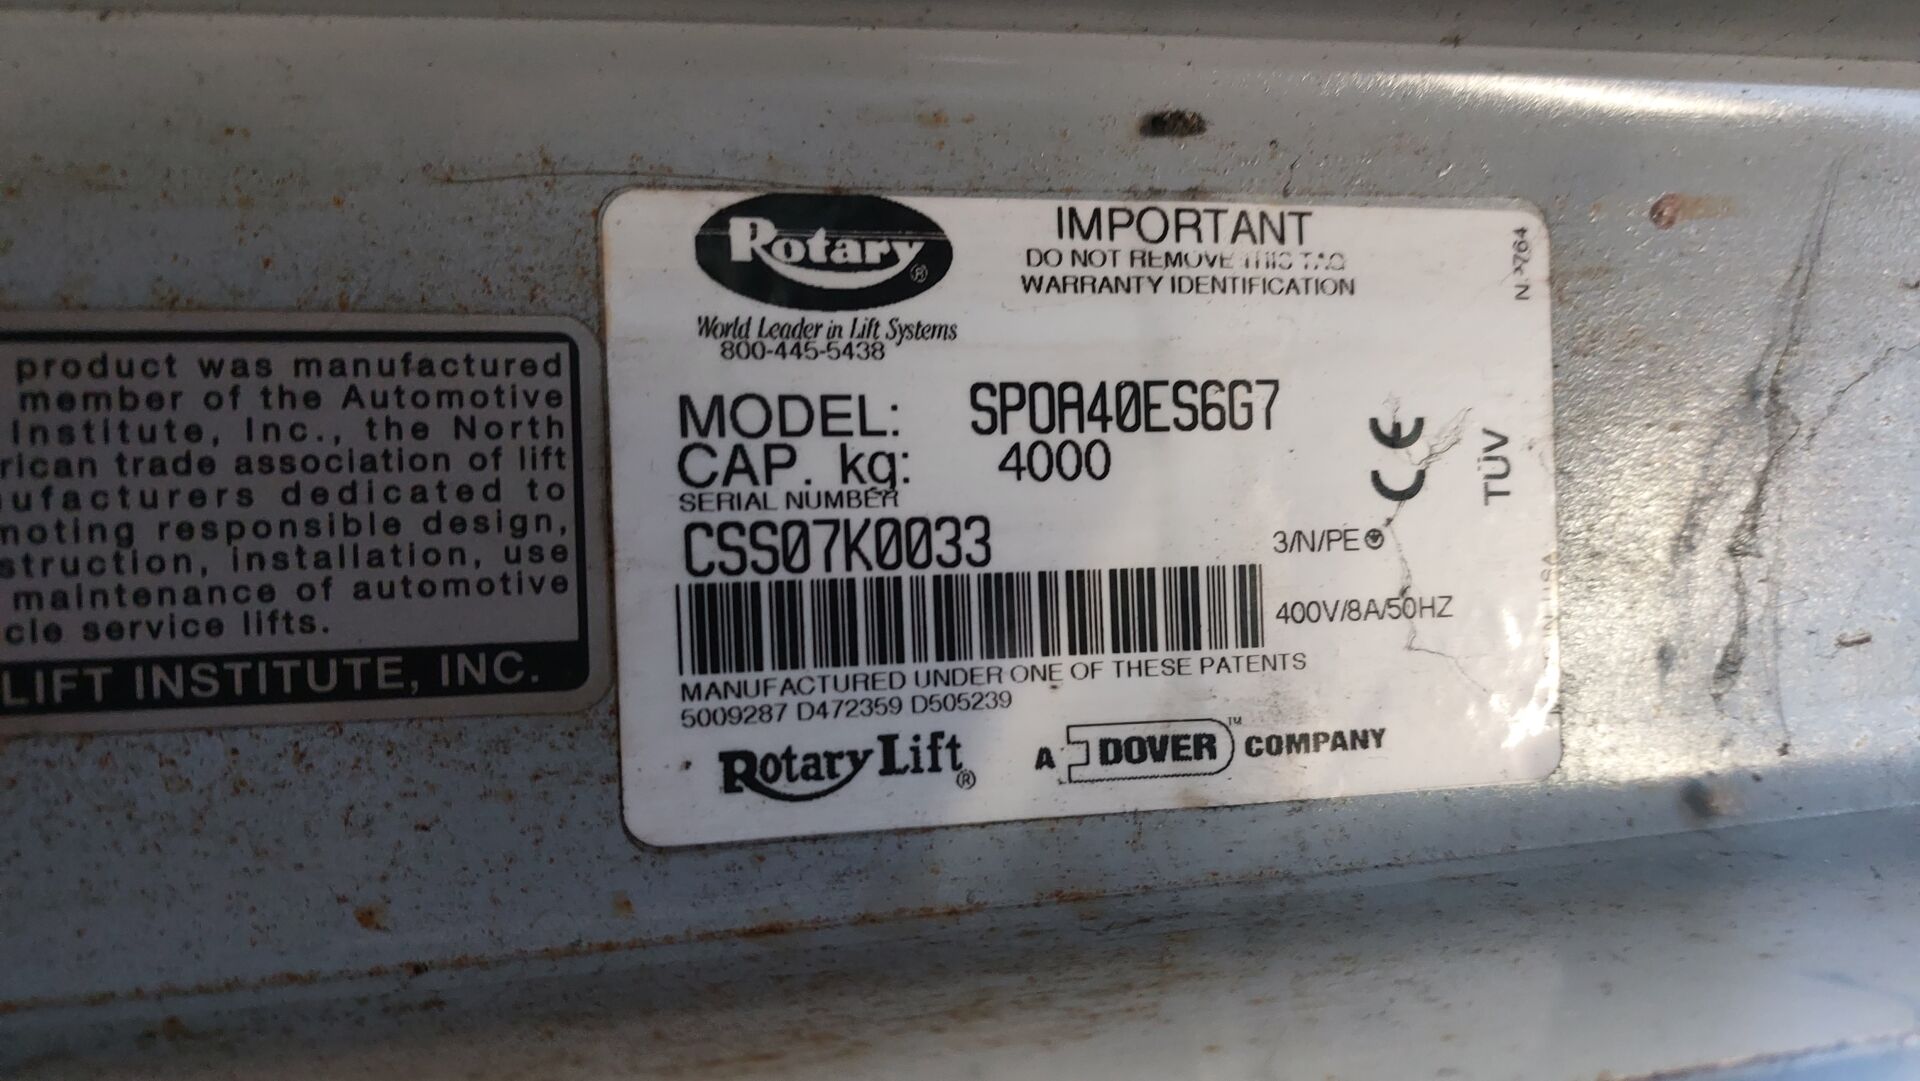 product was manufactured
member of the Automotive
Institute, Inc., the North
rican trade association of lift
ufacturers dedicated to
moting responsible design,
struction, installation, use
maintenance of automotive
cle service lifts.
LIFT INSTITUTE, INC.
Rotary®
World Leader in Lift Systems
800-445-5438
IMPORTANT
DO NOT REMOVE THIS TAG
WARRANTY IDENTIFICATION
MODEL: SPOA40ES6G7
CAP. kg: 4000
SERIAL NUMBER
CSS07K0033
CE
TÜV
3/N/PE
400V/8A/50HZ
MANUFACTURED UNDER ONE OF THESE PATENTS
5009287 D472359 D505239
Rotary Lift®
A DOVER™ COMPANY
IN USA